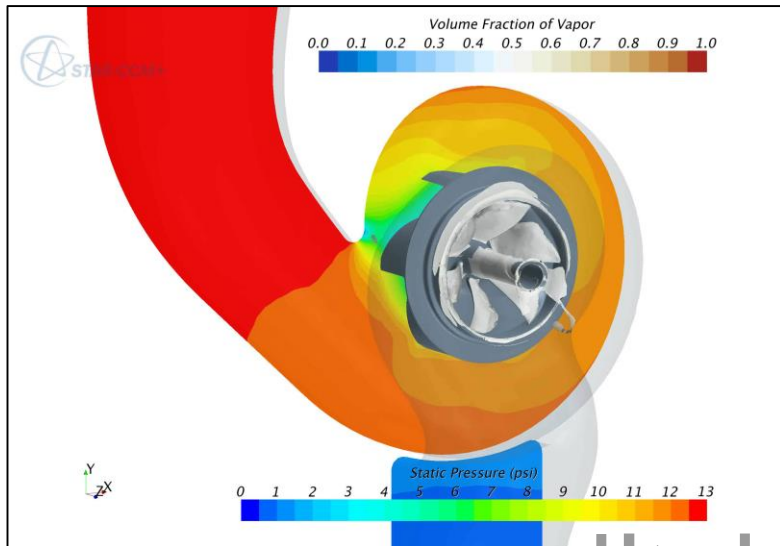 Volume Fraction of Vapor
0.0 0.1 0.2 0.3 0.4 0.5 0.6 0.7 0.8 0.9 1.0
STAR-CCM+
Y
Z X
Static Pressure (psi)
0 1 2 3 4 5 6 7 8 9 10 11 12 13